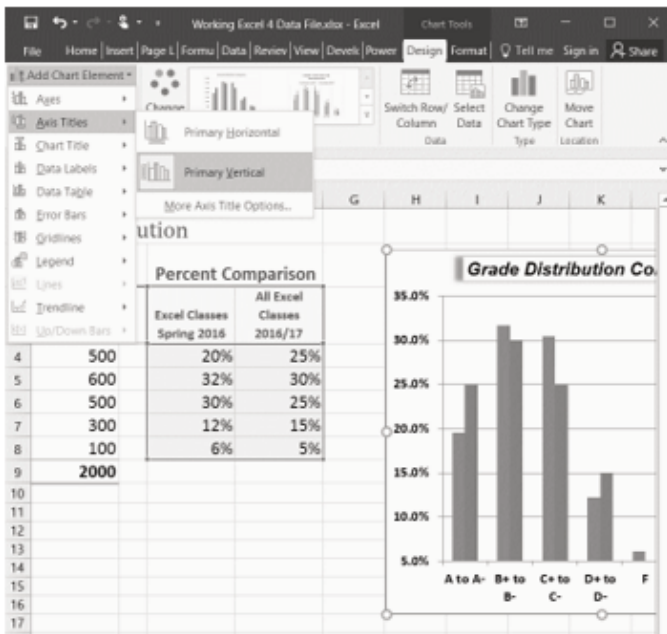 Working Excel 4 Data File.xlsx - Excel
Chart Tools
File Home Insert Page L Formu Data Review View Develc Power Design Format Tell me Sign in Share
Add Chart Element
Axes
Axis Titles
Chart Title
Data Labels
Data Table
Error Bars
Gridlines
Legend
Lines
Trendline
Up/Down Bars
Change
Primary Horizontal
Primary Vertical
More Axis Title Options...
Switch Row/ Column
Select Data
Change Chart Type
Move Chart
Data Type Location
G H I J K
ution
Percent Comparison
Excel Classes Spring 2016
All Excel Classes 2016/17
4 500 20% 25%
5 600 32% 30%
6 500 30% 25%
7 300 12% 15%
8 100 6% 5%
9 2000
10
11
12
13
14
15
16
17
Grade Distribution Co
35.0%
30.0%
25.0%
20.0%
15.0%
10.0%
5.0%
A to A- B+ to B- C+ to C- D+ to D- F